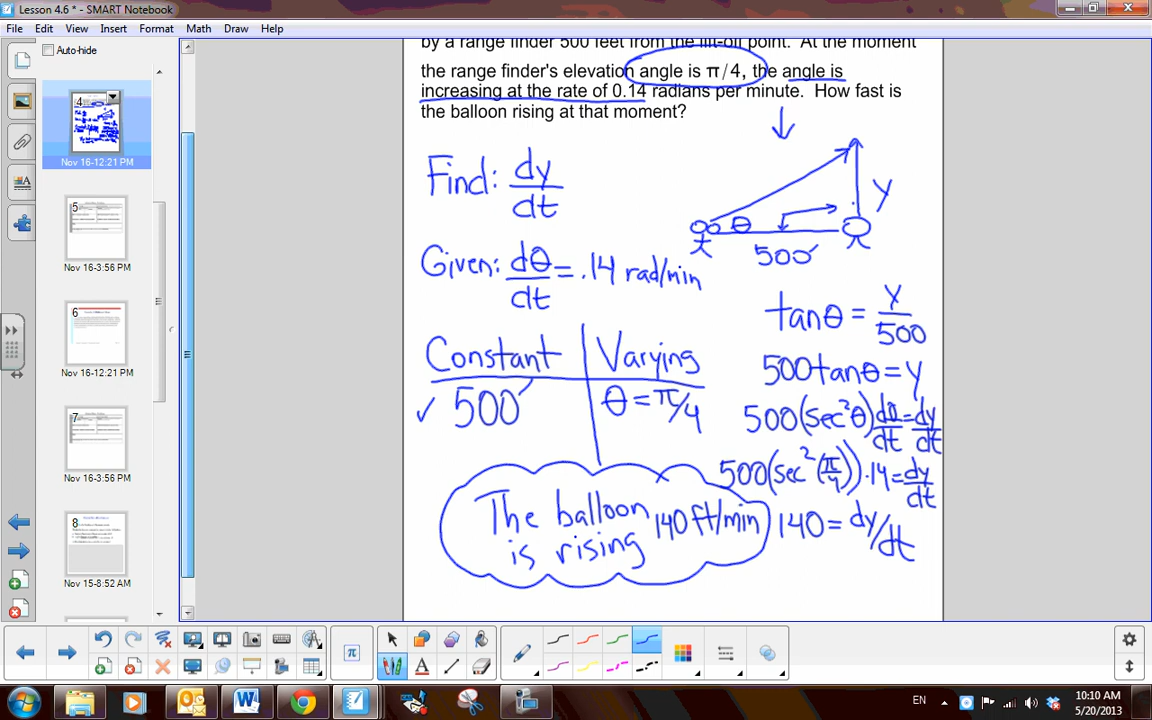 Lesson 4.6 * - SMART Notebook
File Edit View Insert Format Math Draw Help
Auto-hide
4
Nov 16-12:21 PM
5
Nov 16-3:56 PM
6
Nov 16-12:21 PM
7
Nov 16-3:56 PM
8
Nov 15-8:52 AM
by a range finder 500 feet from the lift-off point. At the moment
the range finder's elevation angle is π/4, the angle is
increasing at the rate of 0.14 radians per minute. How fast is
the balloon rising at that moment?
Find: dy/dt
Given: dθ/dt = .14 rad/min
Constant | Varying
✓ 500' | θ = π/4
The balloon
is rising 140 ft/min
θ
y
500'
tanθ = y/500
500tanθ = y
500(sec²θ)dθ/dt = dy/dt
500(sec²(π/4))·.14 = dy/dt
140 = dy/dt
π
A
EN
10:10 AM
5/20/2013